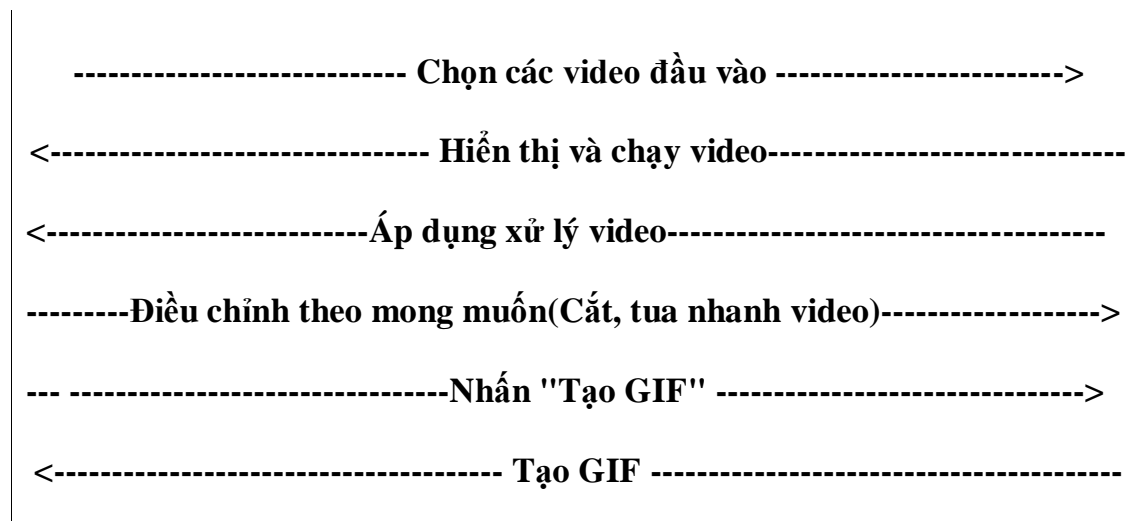 ----------------------------- Chọn các video đầu vào ------------------------->
<--------------------------------- Hiển thị và chạy video-------------------------------
<----------------------------Áp dụng xử lý video--------------------------------------
---------Điều chỉnh theo mong muốn(Cắt, tua nhanh video)------------------->
--- ---------------------------------Nhấn "Tạo GIF" -------------------------------->
<--------------------------------------- Tạo GIF -----------------------------------------